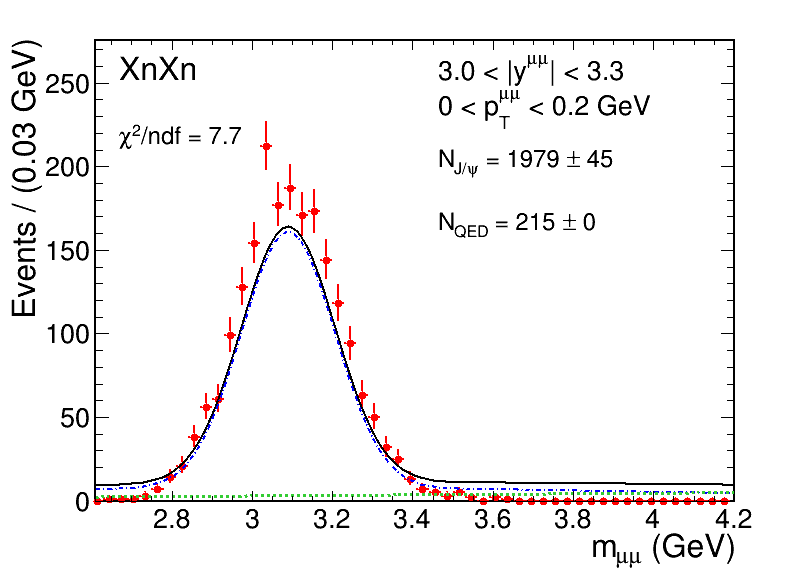 XnXn
3.0 < |y^μμ| < 3.3
0 < p_T^μμ < 0.2 GeV
χ²/ndf = 7.7
N_J/ψ = 1979 ± 45
N_QED = 215 ± 0
Events / (0.03 GeV)
250
200
150
100
50
0
2.8 3 3.2 3.4 3.6 3.8 4 4.2
m_μμ (GeV)